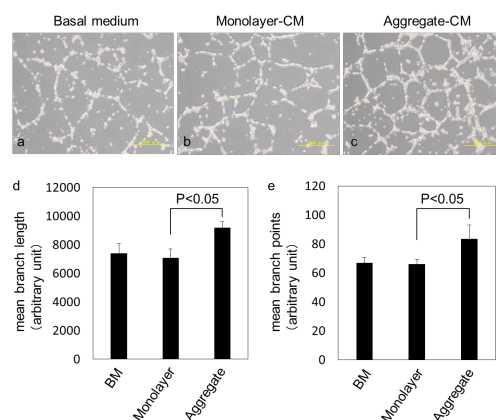 Basal medium
Monolayer-CM
Aggregate-CM
a
b
c
d
12000
10000
8000
6000
4000
2000
0
mean branch length
(arbitrary unit)
P<0.05
BM
Monolayer
Aggregate
e
120
100
80
60
40
20
0
mean branch points
(arbitrary unit)
P<0.05
BM
Monolayer
Aggregate